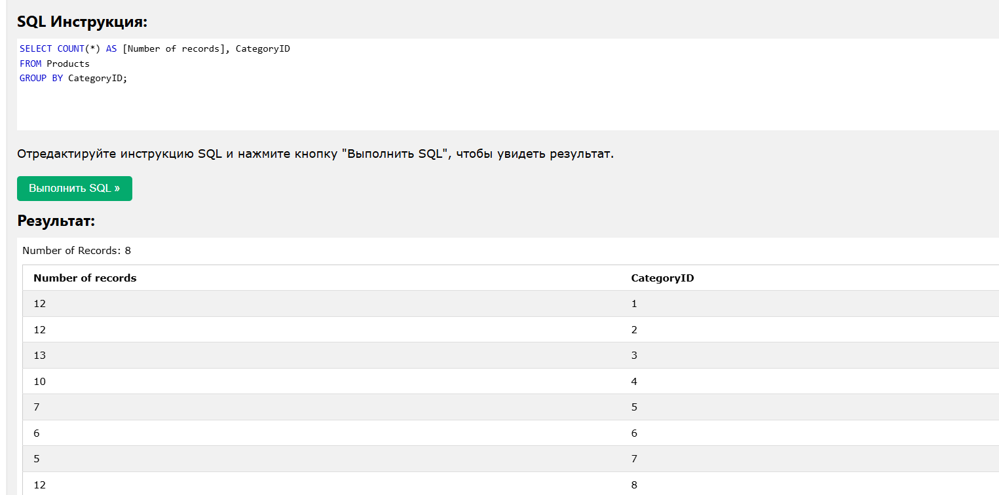 SQL Инструкция:
SELECT COUNT(*) AS [Number of records], CategoryID
FROM Products
GROUP BY CategoryID;
Отредактируйте инструкцию SQL и нажмите кнопку "Выполнить SQL", чтобы увидеть результат.
Выполнить SQL »
Результат:
Number of Records: 8
Number of records CategoryID
12 1
12 2
13 3
10 4
7 5
6 6
5 7
12 8